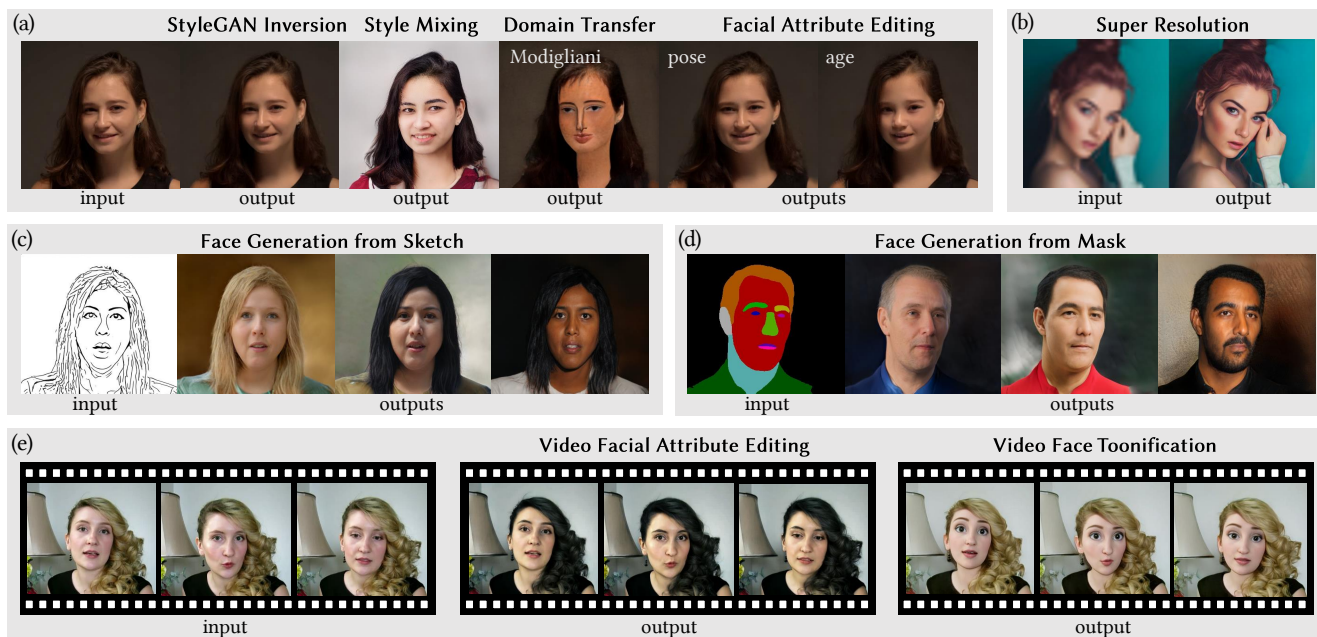 (a) StyleGAN Inversion Style Mixing Domain Transfer Facial Attribute Editing
Modigliani pose age
input output output output outputs
(b) Super Resolution
input output
(c) Face Generation from Sketch
input outputs
(d) Face Generation from Mask
input outputs
(e) Video Facial Attribute Editing Video Face Toonification
input output output